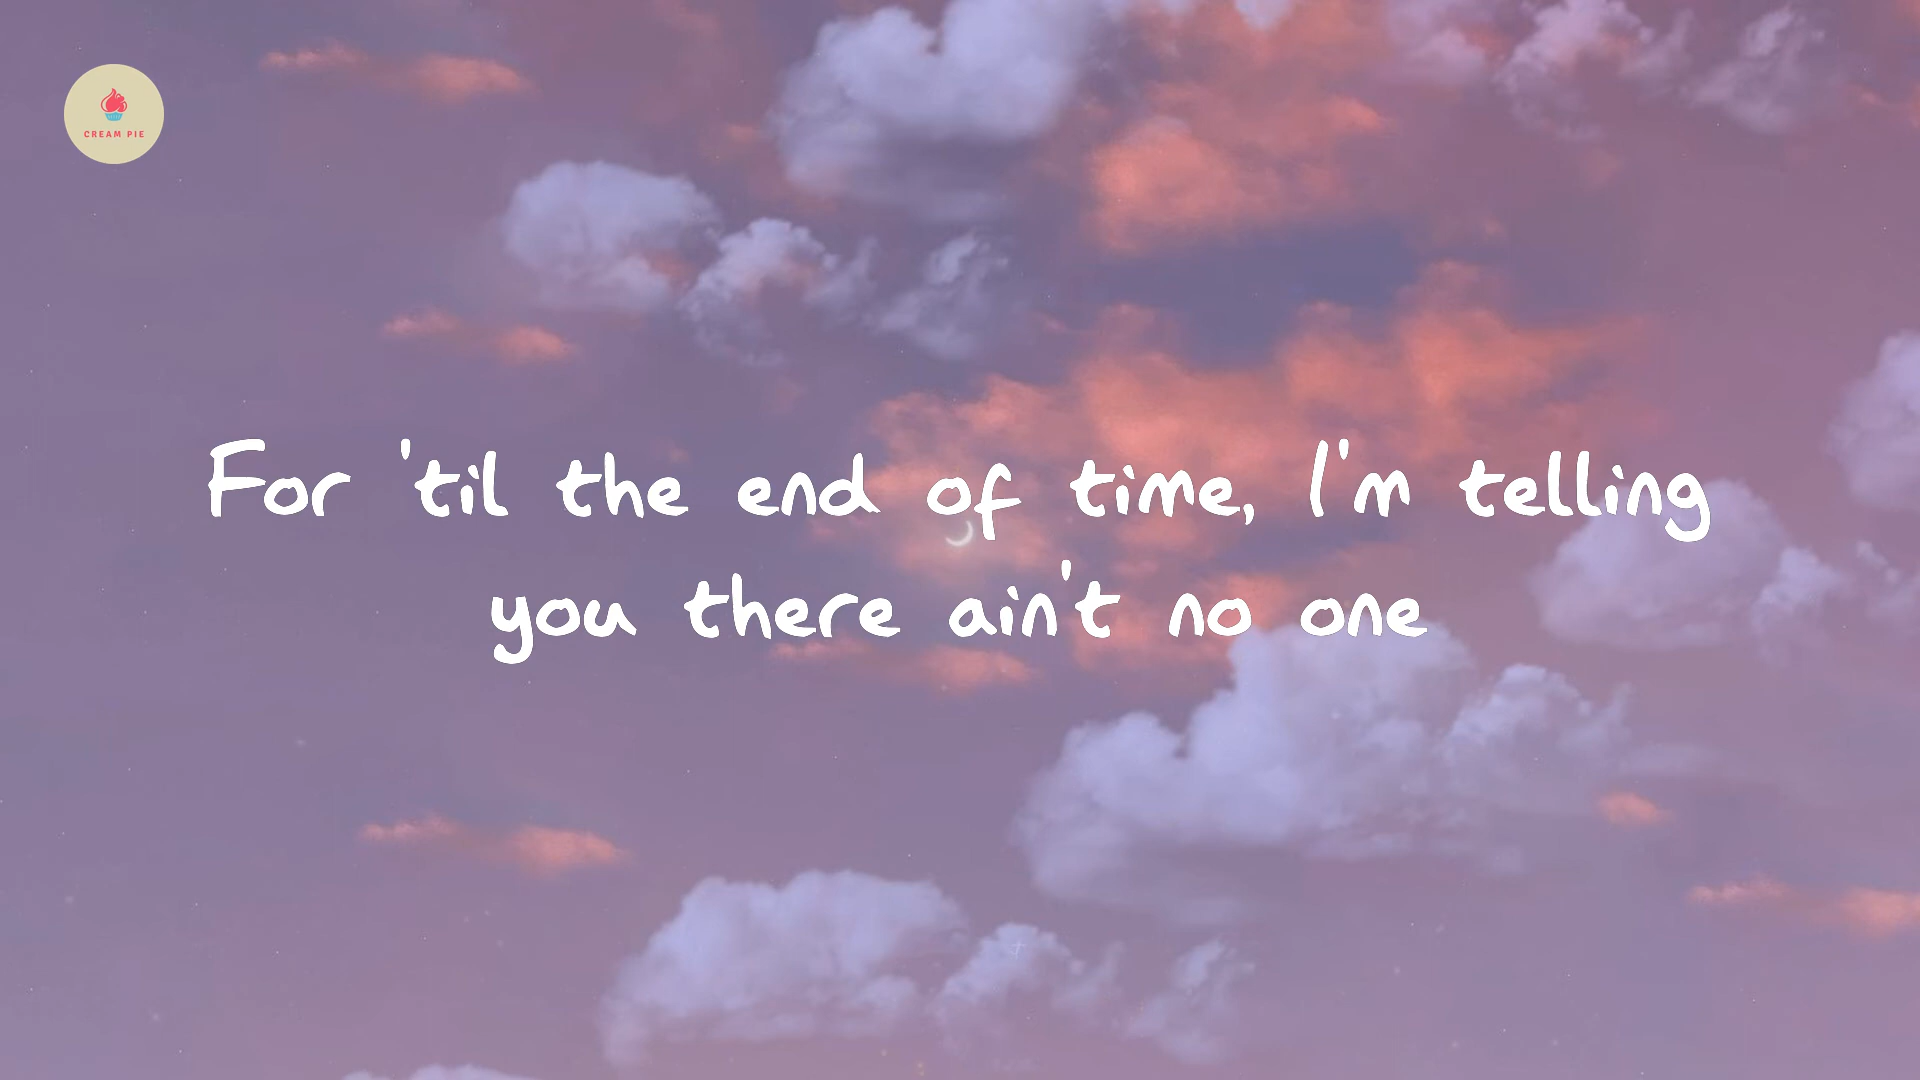 CREAM PIE
For 'til the end of time, I'm telling
you there ain't no one